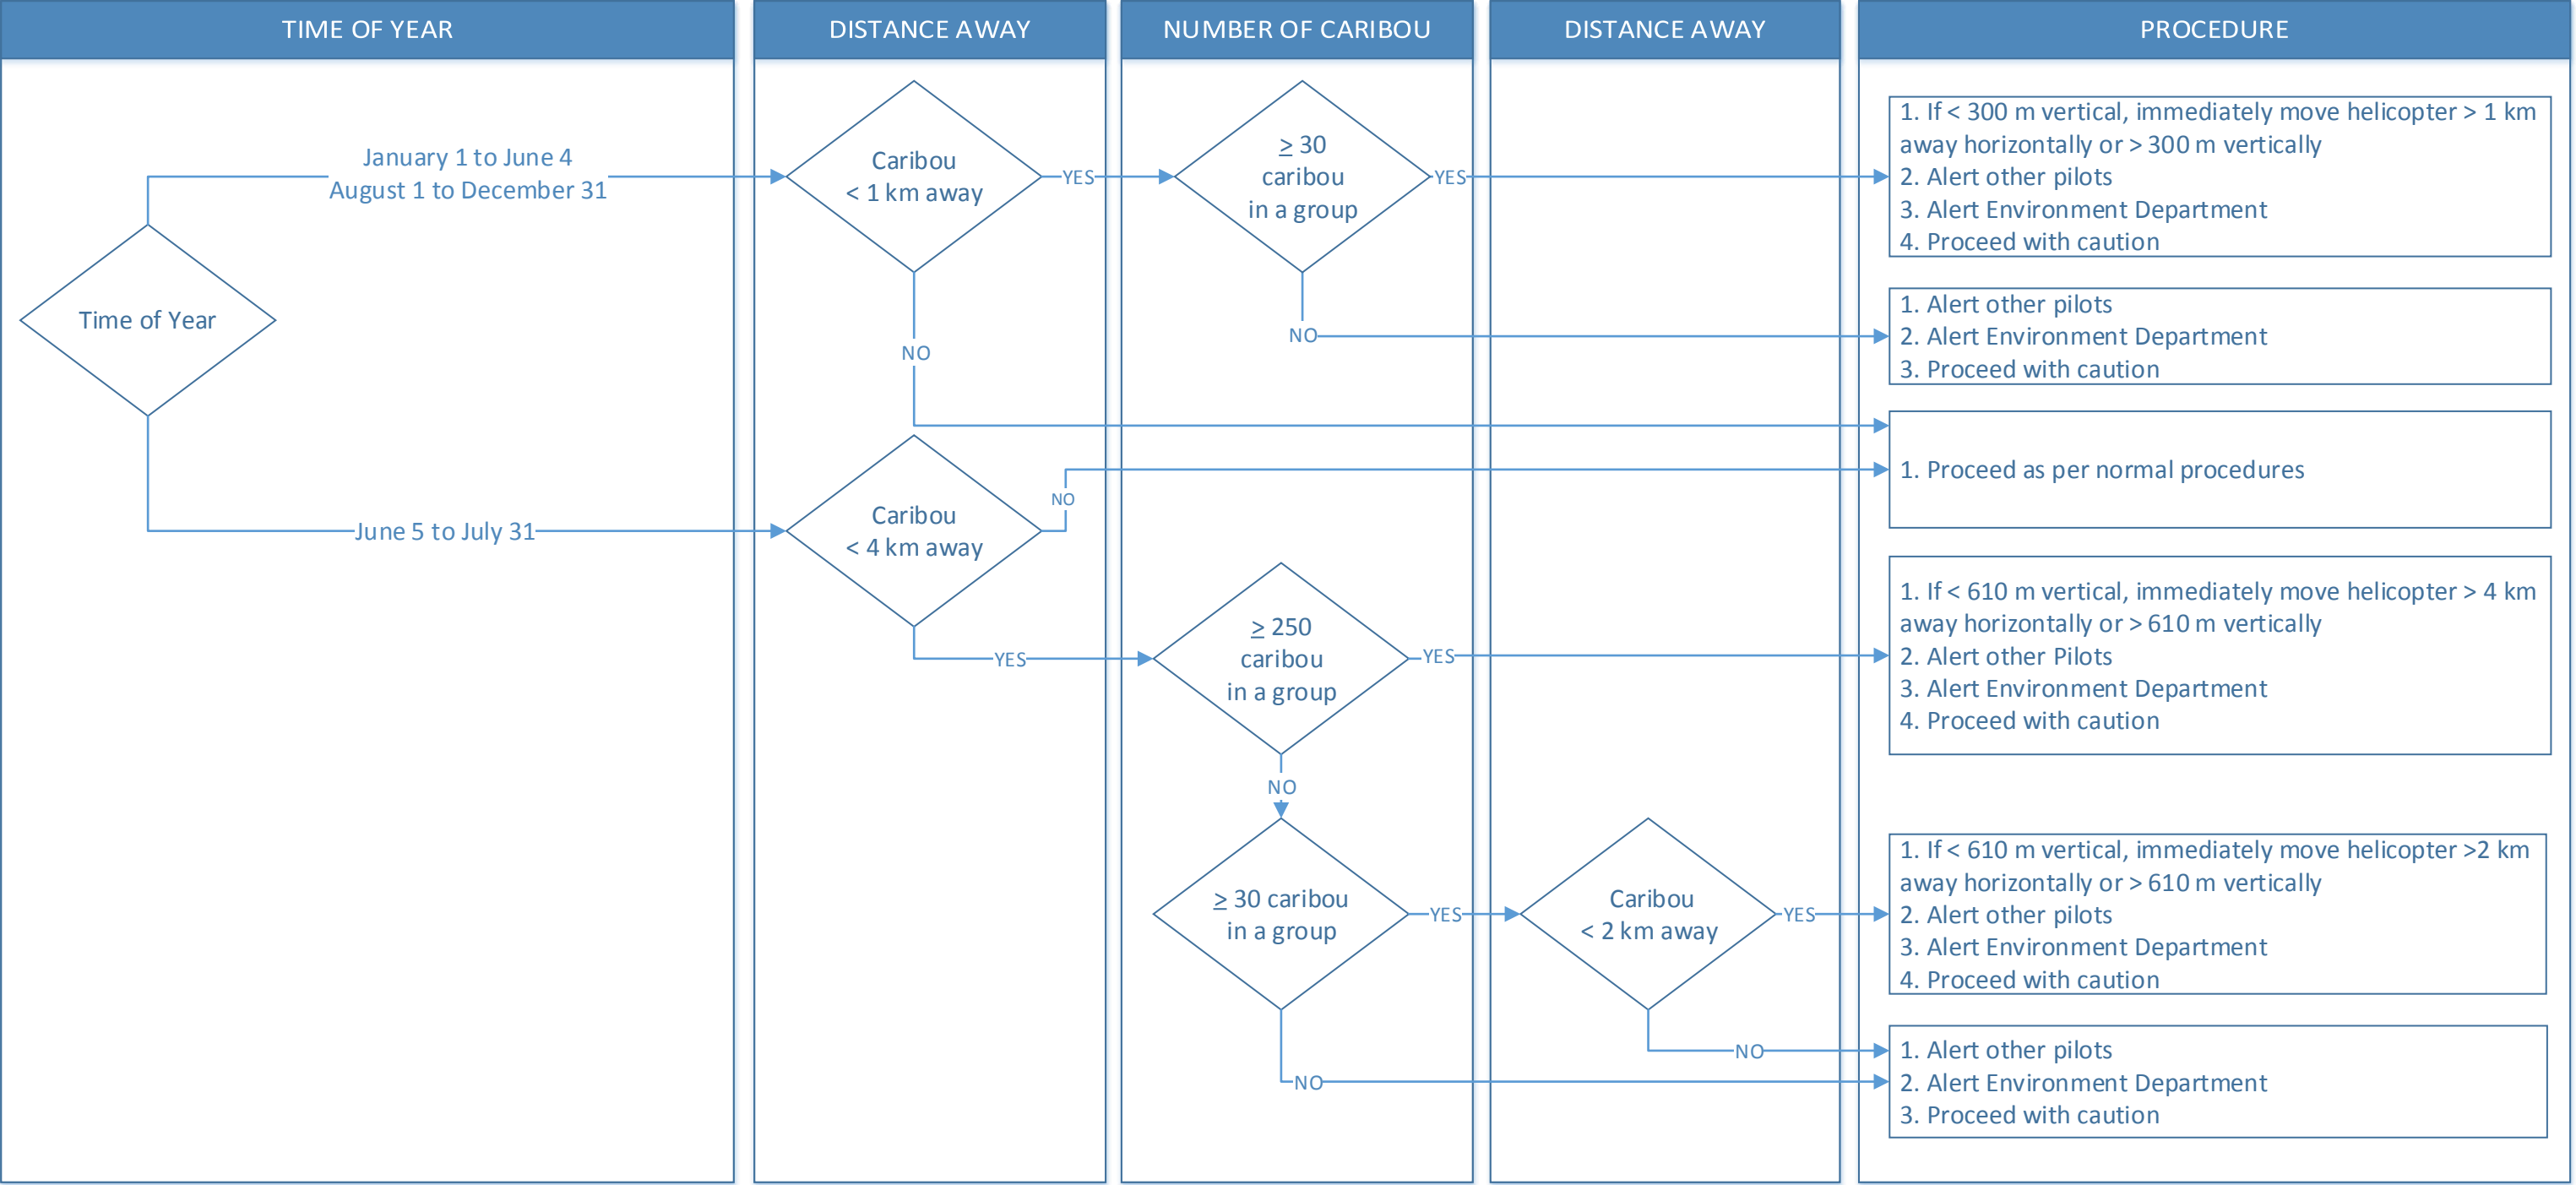 TIME OF YEAR
DISTANCE AWAY
NUMBER OF CARIBOU
DISTANCE AWAY
PROCEDURE
Time of Year
January 1 to June 4
August 1 to December 31
Caribou
< 1 km away
YES
≥ 30
caribou
in a group
YES
1. If < 300 m vertical, immediately move helicopter > 1 km
away horizontally or > 300 m vertically
2. Alert other pilots
3. Alert Environment Department
4. Proceed with caution
NO
1. Alert other pilots
2. Alert Environment Department
3. Proceed with caution
NO
June 5 to July 31
Caribou
< 4 km away
NO
1. Proceed as per normal procedures
YES
≥ 250
caribou
in a group
YES
1. If < 610 m vertical, immediately move helicopter > 4 km
away horizontally or > 610 m vertically
2. Alert other Pilots
3. Alert Environment Department
4. Proceed with caution
NO
≥ 30 caribou
in a group
YES
Caribou
< 2 km away
YES
1. If < 610 m vertical, immediately move helicopter >2 km
away horizontally or > 610 m vertically
2. Alert other pilots
3. Alert Environment Department
4. Proceed with caution
NO
NO
1. Alert other pilots
2. Alert Environment Department
3. Proceed with caution